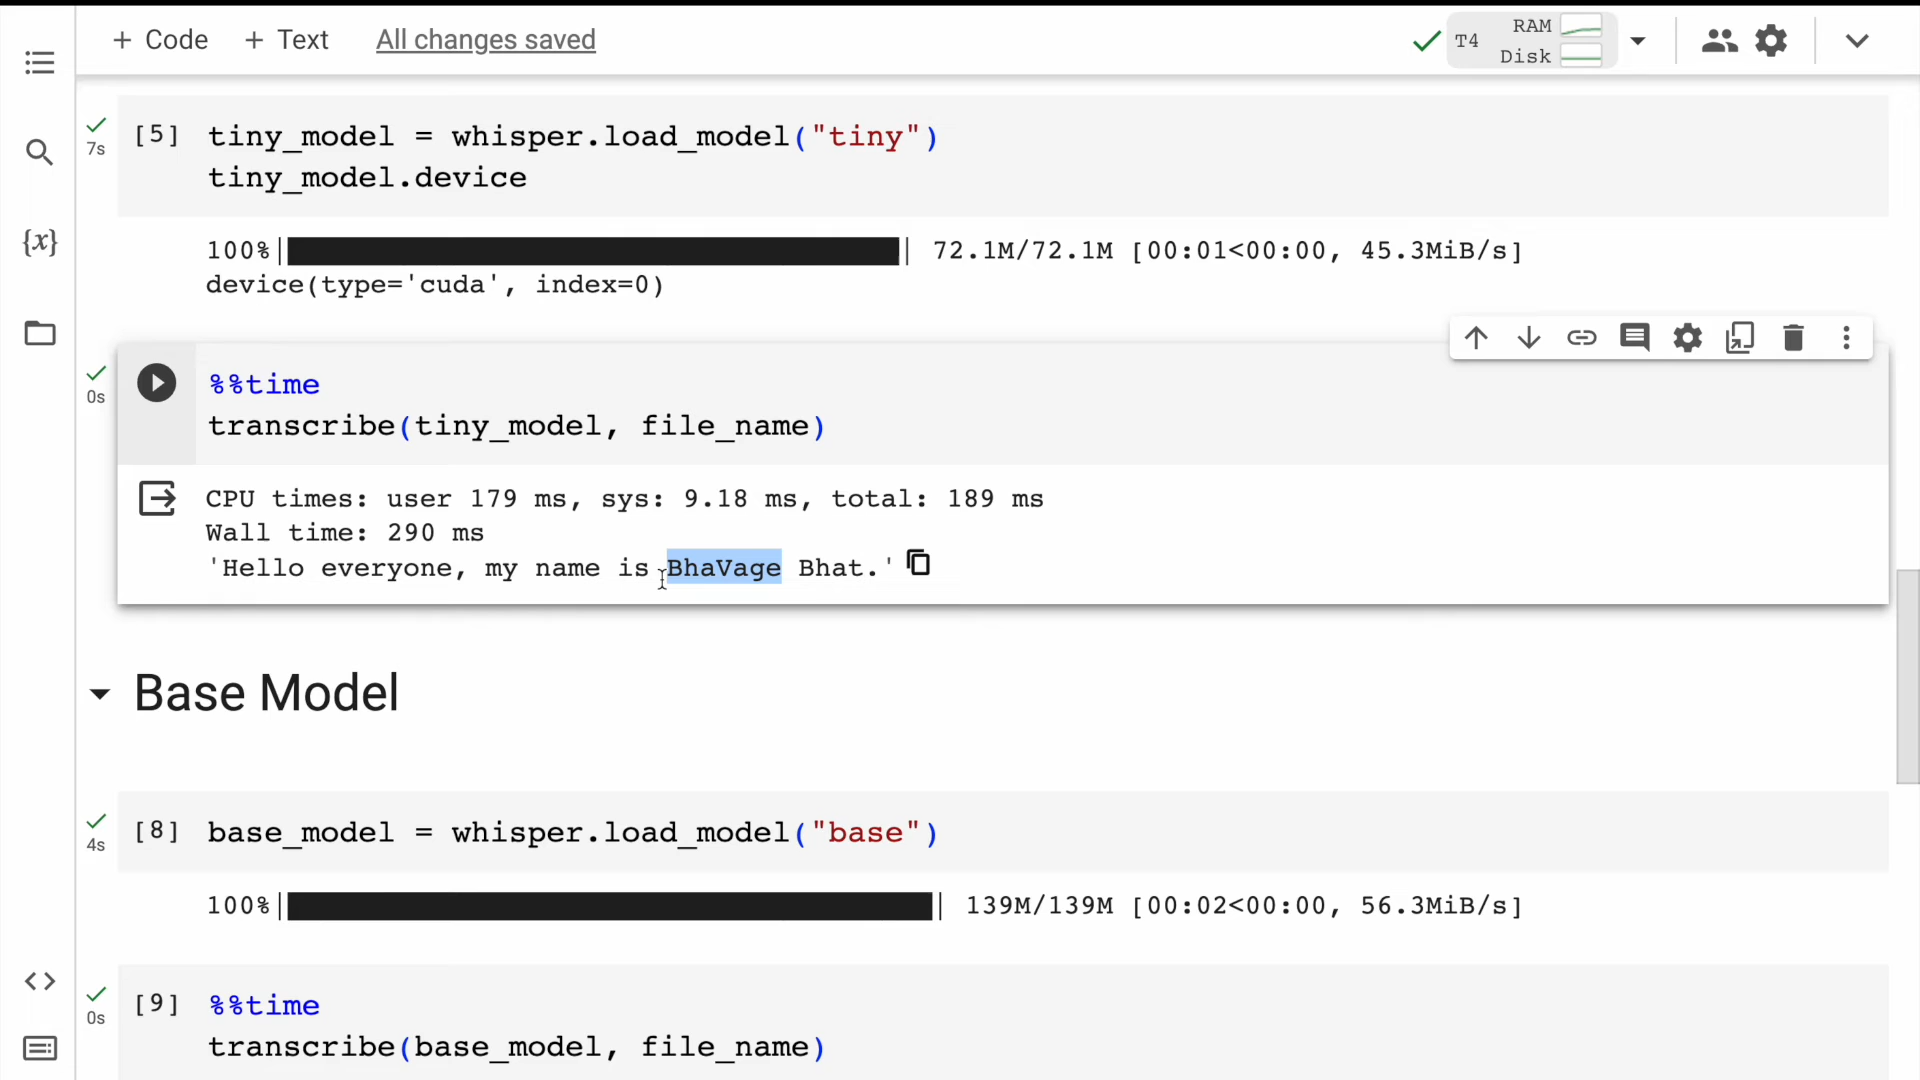 + Code + Text All changes saved
T4 RAM
Disk
[5] tiny_model = whisper.load_model("tiny")
7s
tiny_model.device
100%| | 72.1M/72.1M [00:01<00:00, 45.3MiB/s]
device(type='cuda', index=0)
{x}
%%time
0s
transcribe(tiny_model, file_name)
CPU times: user 179 ms, sys: 9.18 ms, total: 189 ms
Wall time: 290 ms
'Hello everyone, my name is BhaVage Bhat.'
Base Model
[8] base_model = whisper.load_model("base")
4s
100%| | 139M/139M [00:02<00:00, 56.3MiB/s]
[9] %%time
0s
transcribe(base_model, file_name)